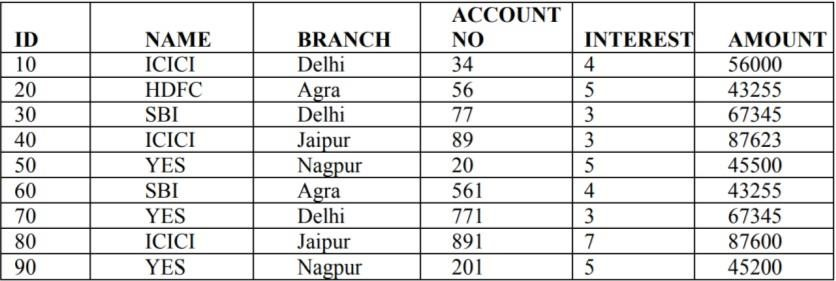 ID NAME BRANCH ACCOUNT NO INTEREST AMOUNT
10 ICICI Delhi 34 4 56000
20 HDFC Agra 56 5 43255
30 SBI Delhi 77 3 67345
40 ICICI Jaipur 89 3 87623
50 YES Nagpur 20 5 45500
60 SBI Agra 561 4 43255
70 YES Delhi 771 3 67345
80 ICICI Jaipur 891 7 87600
90 YES Nagpur 201 5 45200